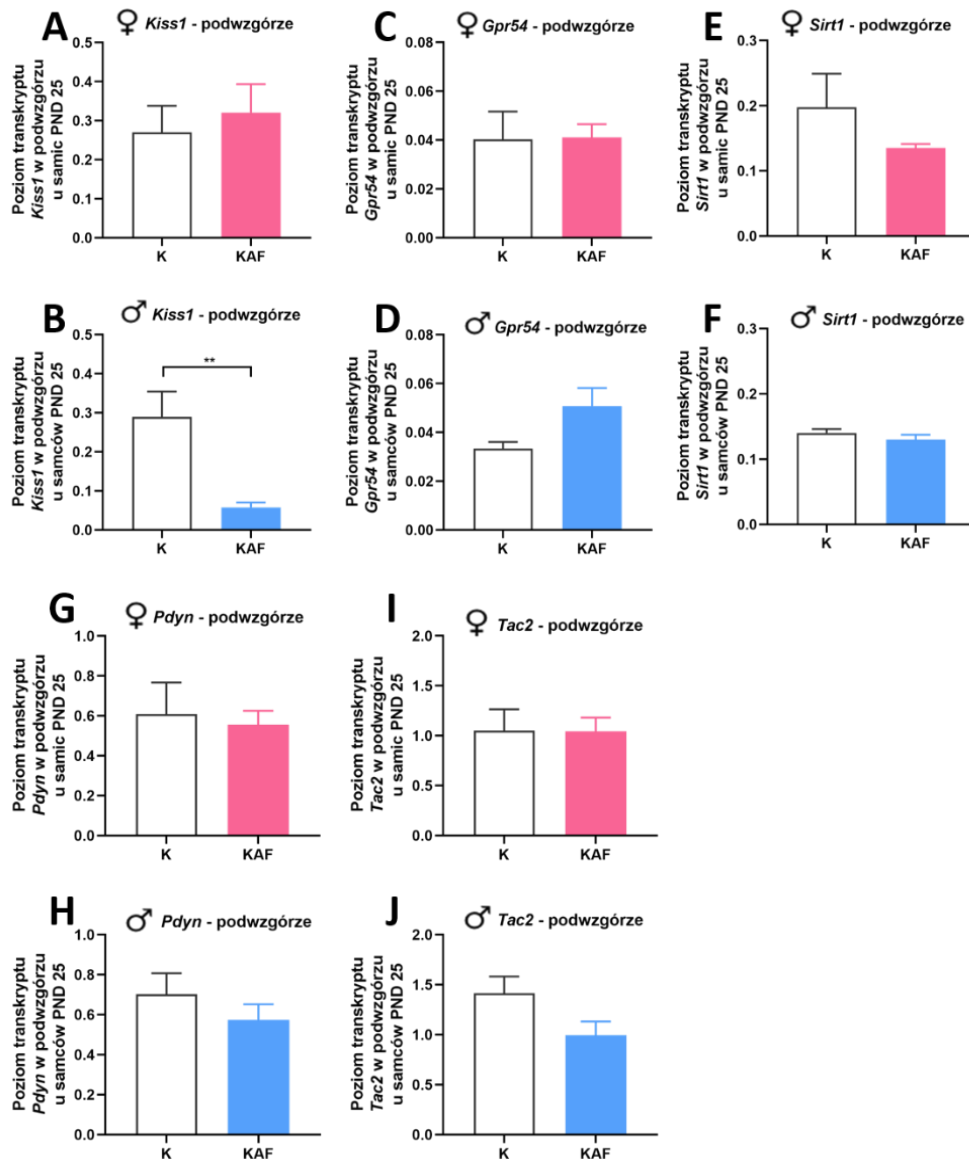 A
♀ Kiss1 - podwzgórze
Poziom transkryptu
Kiss1 w podwzgórzu
u samic PND 25
0.5
0.4
0.3
0.2
0.1
0.0
K KAF
C
♀ Gpr54 - podwzgórze
Poziom transkryptu
Gpr54 w podwzgórzu
u samic PND 25
0.08
0.06
0.04
0.02
0.00
K KAF
E
♀ Sirt1 - podwzgórze
Poziom transkryptu
Sirt1 w podwzgórzu
u samic PND 25
0.3
0.2
0.1
0.0
K KAF
B
♂ Kiss1 - podwzgórze
Poziom transkryptu
Kiss1 w podwzgórzu
u samców PND 25
0.5
0.4
0.3
0.2
0.1
0.0
**
K KAF
D
♂ Gpr54 - podwzgórze
Poziom transkryptu
Gpr54 w podwzgórzu
u samców PND 25
0.08
0.06
0.04
0.02
0.00
K KAF
F
♂ Sirt1 - podwzgórze
Poziom transkryptu
Sirt1 w podwzgórzu
u samców PND 25
0.3
0.2
0.1
0.0
K KAF
G
♀ Pdyn - podwzgórze
Poziom transkryptu
Pdyn w podwzgórzu
u samic PND 25
1.0
0.8
0.6
0.4
0.2
0.0
K KAF
I
♀ Tac2 - podwzgórze
Poziom transkryptu
Tac2 w podwzgórzu
u samic PND 25
2.0
1.5
1.0
0.5
0.0
K KAF
H
♂ Pdyn - podwzgórze
Poziom transkryptu
Pdyn w podwzgórzu
u samców PND 25
1.0
0.8
0.6
0.4
0.2
0.0
K KAF
J
♂ Tac2 - podwzgórze
Poziom transkryptu
Tac2 w podwzgórzu
u samców PND 25
2.0
1.5
1.0
0.5
0.0
K KAF